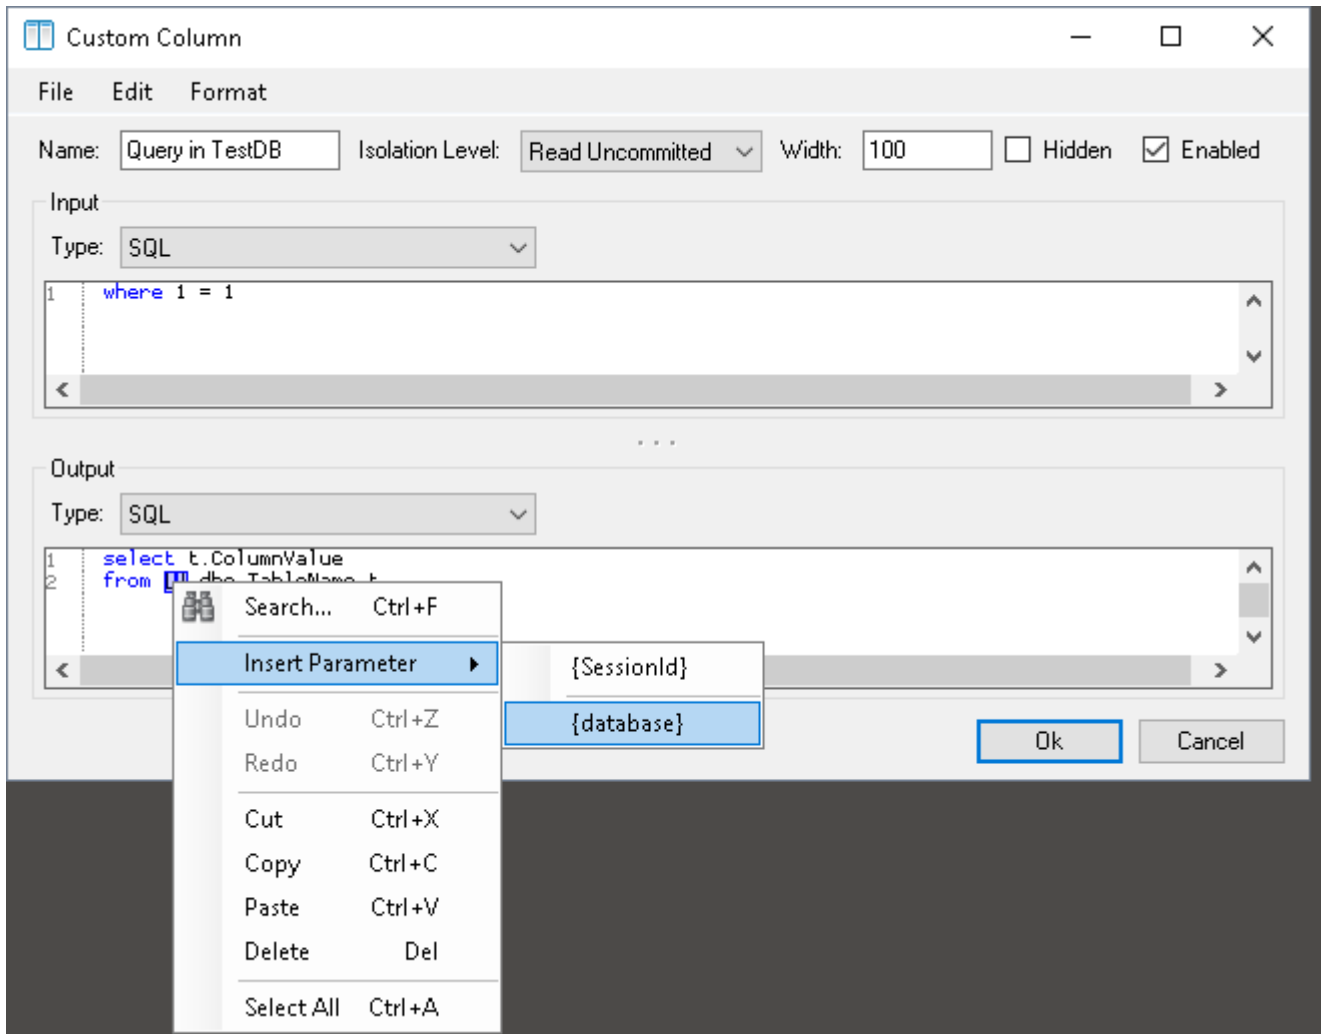 Custom Column
File Edit Format
Name: Query in TestDB Isolation Level: Read Uncommitted Width: 100 Hidden Enabled
Input
Type: SQL
1 where 1 = 1
Output
Type: SQL
1 select t.ColumnValue
2 from dbo.TableName t
Search... Ctrl+F
Insert Parameter
{SessionId}
{database}
Undo Ctrl+Z
Redo Ctrl+Y
Cut Ctrl+X
Copy Ctrl+C
Paste Ctrl+V
Delete Del
Select All Ctrl+A
Ok Cancel